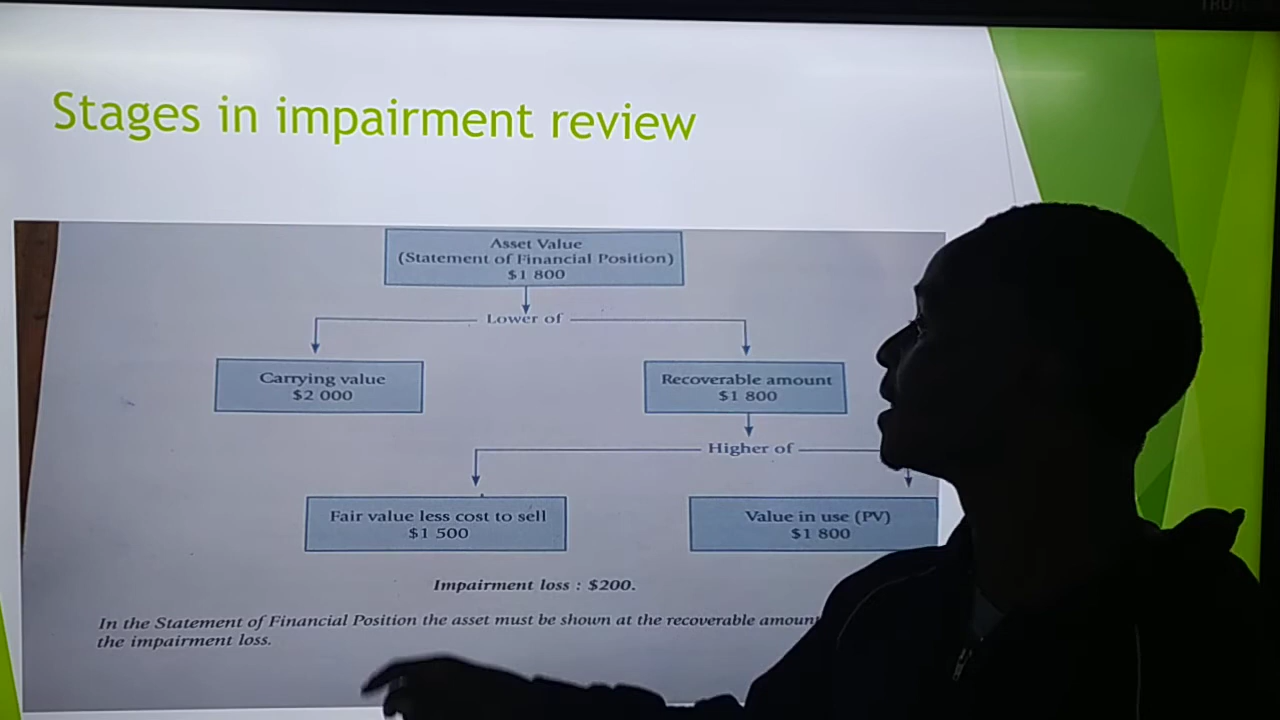 Stages in impairment review
Asset Value
(Statement of Financial Position)
$1 800
Lower of
Carrying value
$2 000
Recoverable amount
$1 800
Higher of
Fair value less cost to sell
$1 500
Value in use (PV)
$1 800
Impairment loss : $200.
In the Statement of Financial Position the asset must be shown at the recoverable
the impairment loss.